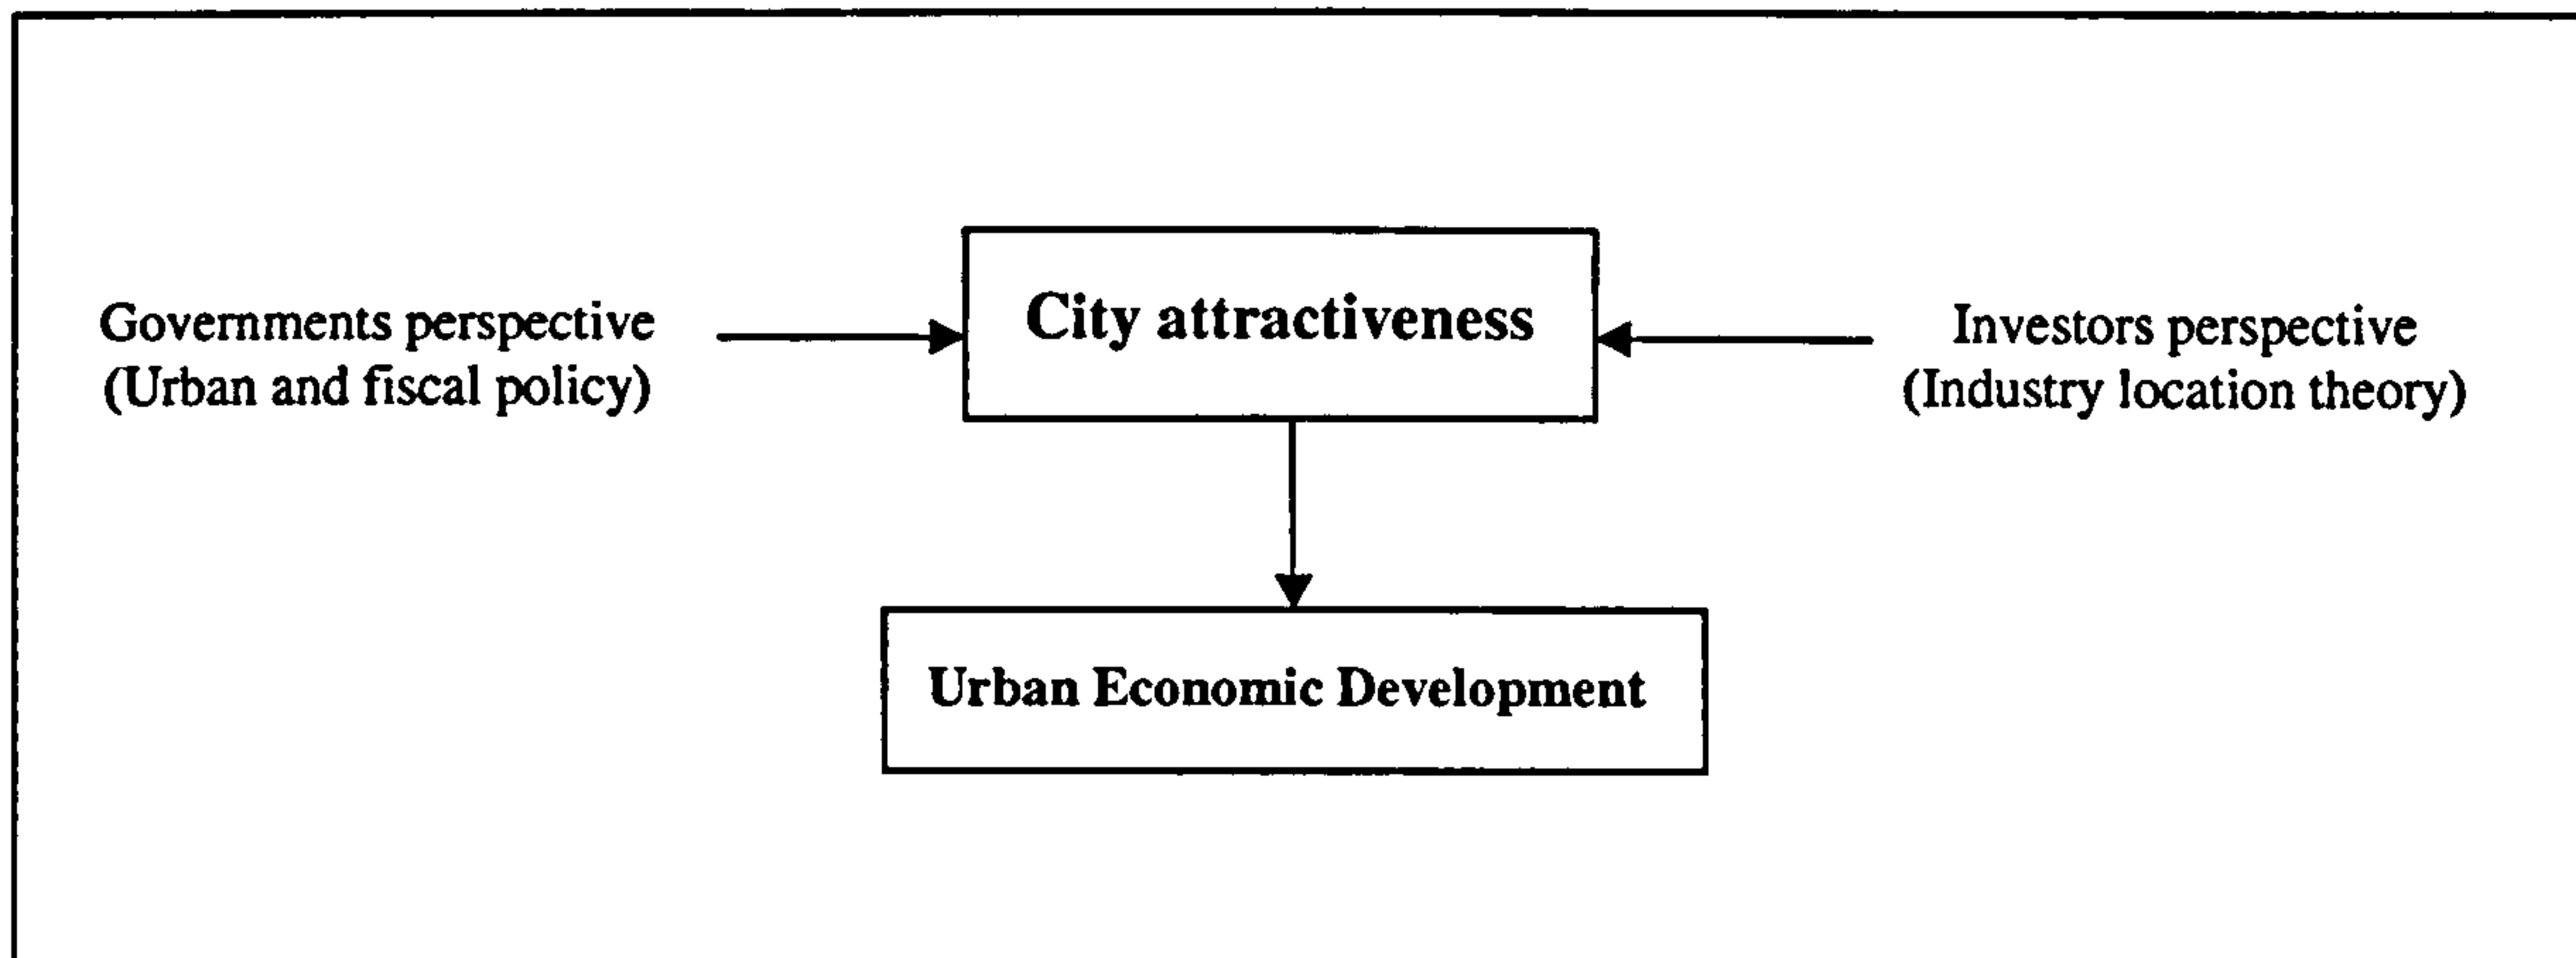 Governments perspective
(Urban and fiscal policy)
City attractiveness
Investors perspective
(Industry location theory)
Urban Economic Development